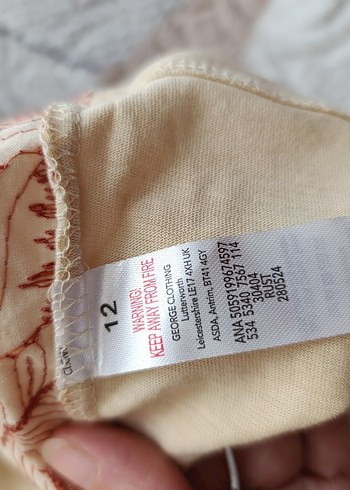 12
WARNING:
KEEP AWAY FROM FIRE
GEORGE CLOTHING
Lutterworth
Leicestershire LE17 4XH UK
ASDA, Antrim, BT41 4GY
ANA 5059199674597
534 5340 7567 114
30404
RUST
280524